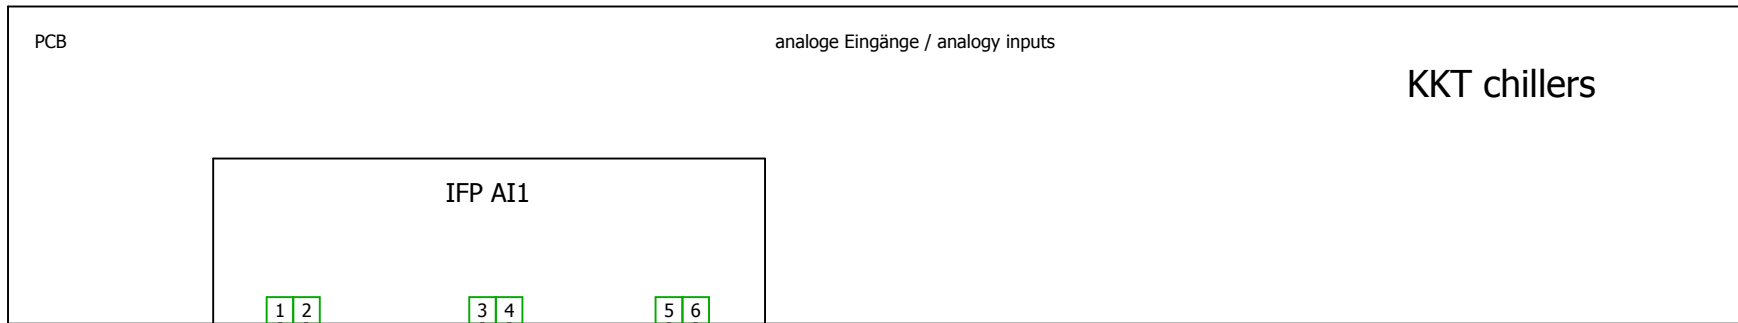 PCB
analoge Eingänge / analogy inputs
KKT chillers
IFP AI1
1 2
3 4
5 6